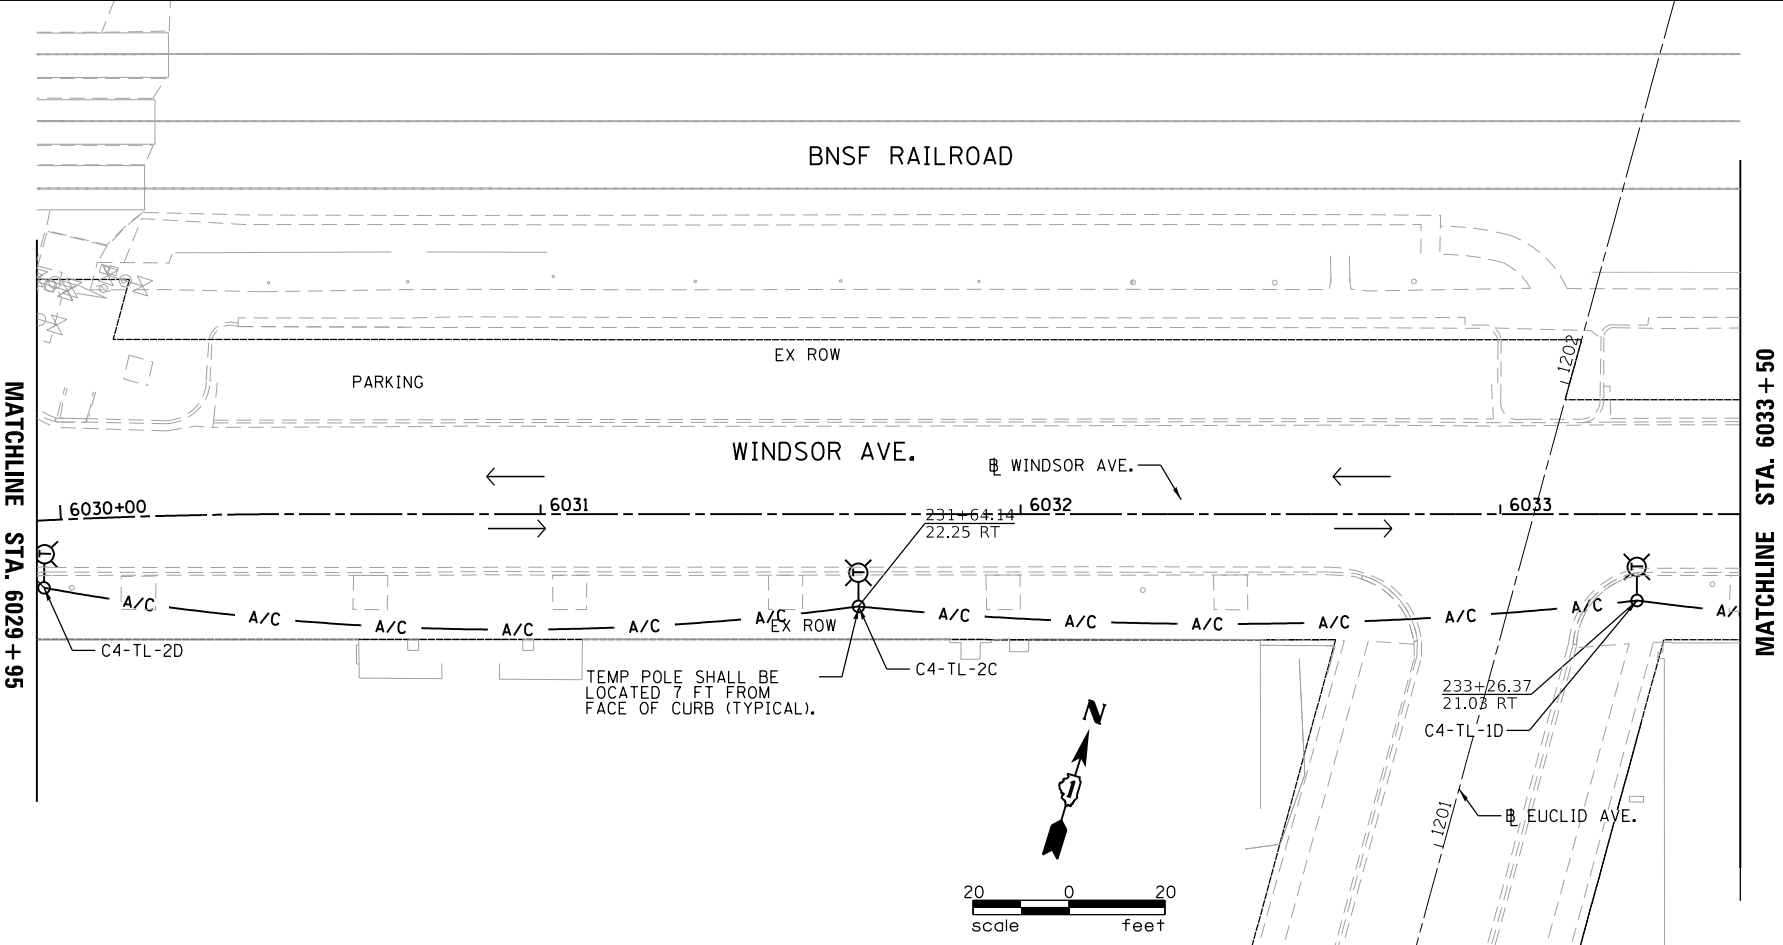 BNSF RAILROAD
EX ROW
PARKING
1202
WINDSOR AVE.
℄ WINDSOR AVE.
6030+00
6031
6032
6033
231+64.14
22.25 RT
A/C
A/C
A/C
A/C
A/C
A/C
A/C
A/C
A/C
A/C
A/C
A/C
A/
EX ROW
C4-TL-2D
C4-TL-2C
TEMP POLE SHALL BE
LOCATED 7 FT FROM
FACE OF CURB (TYPICAL).
233+26.37
21.03 RT
C4-TL-1D
N
1
1201
℄ EUCLID AVE.
20 0 20
scale feet
MATCHLINE STA. 6029+95
MATCHLINE STA. 6033+50